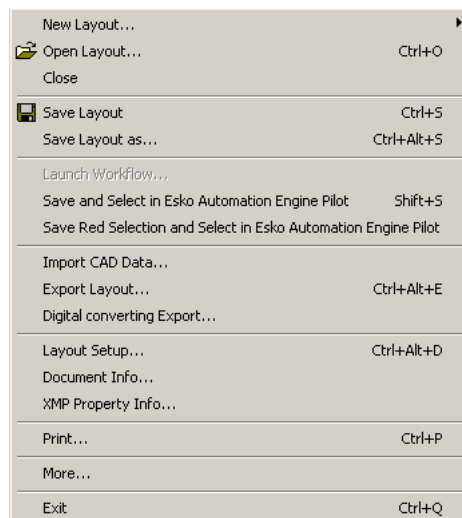 New Layout...
Open Layout... Ctrl+O
Close
Save Layout Ctrl+S
Save Layout as... Ctrl+Alt+S
Launch Workflow...
Save and Select in Esko Automation Engine Pilot Shift+S
Save Red Selection and Select in Esko Automation Engine Pilot
Import CAD Data...
Export Layout... Ctrl+Alt+E
Digital converting Export...
Layout Setup... Ctrl+Alt+D
Document Info...
XMP Property Info...
Print... Ctrl+P
More...
Exit Ctrl+Q